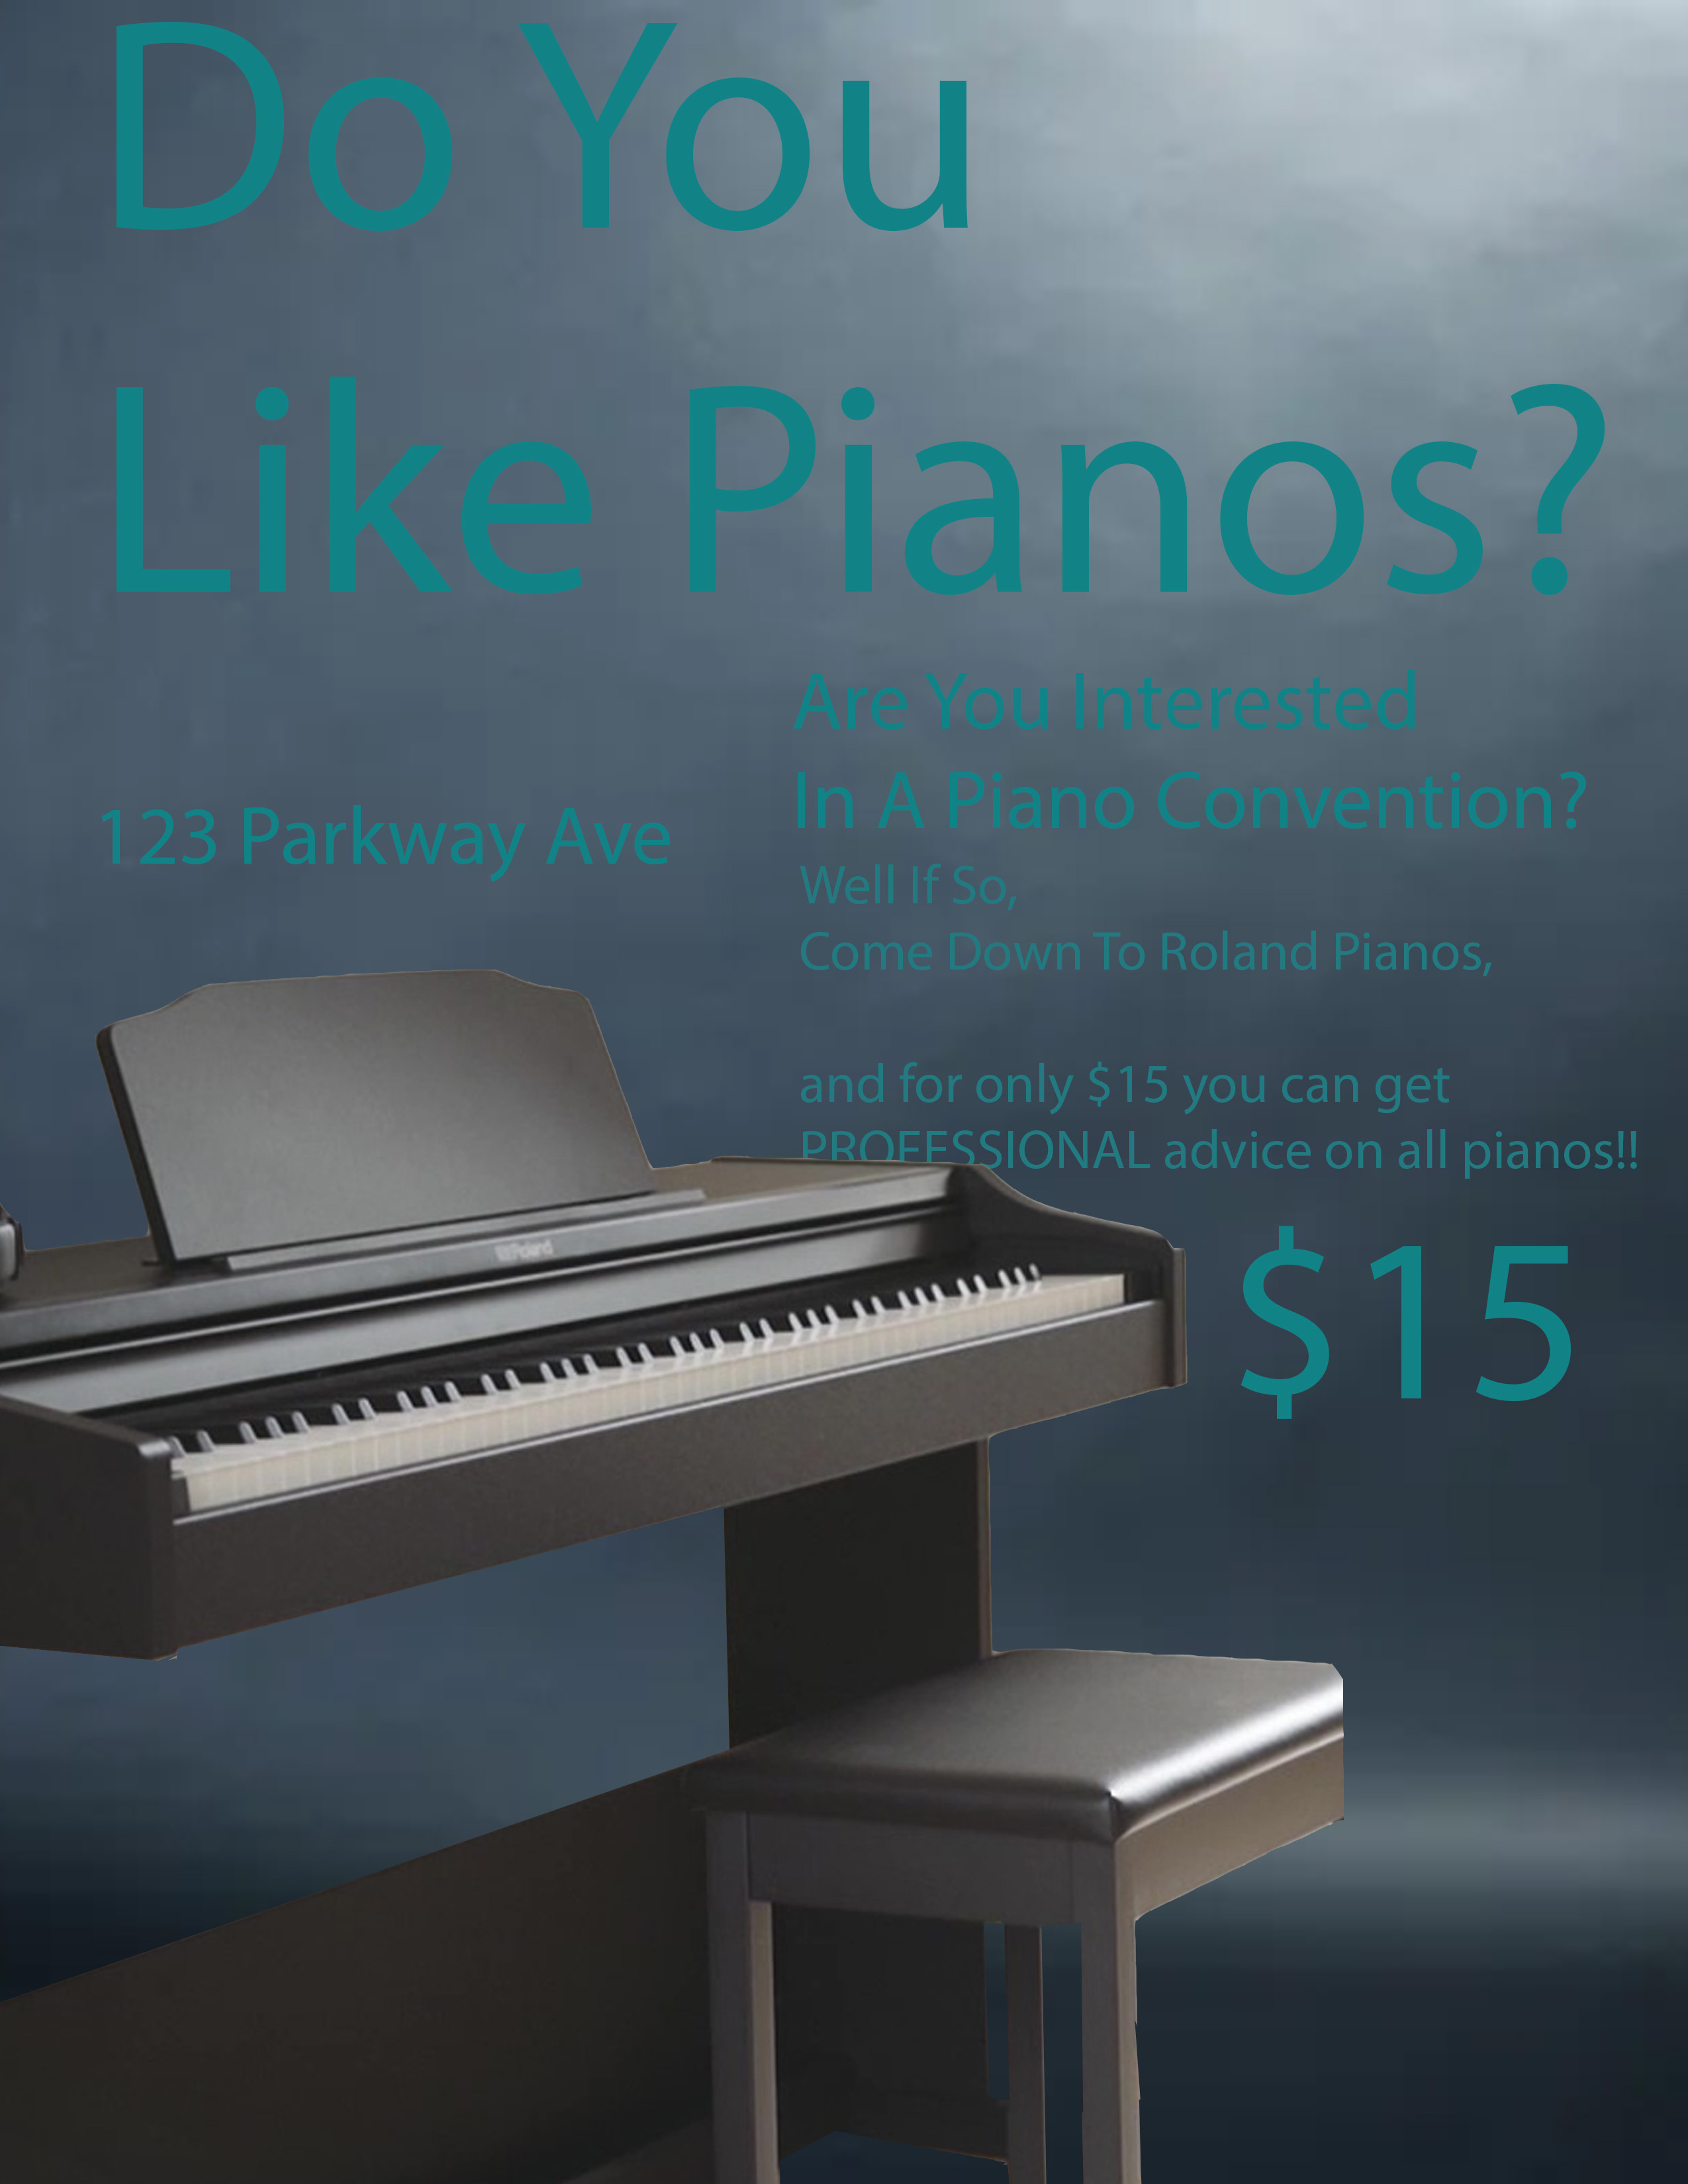 Do You
Like Pianos?
Are You Interested
In A Piano Convention?
123 Parkway Ave
Well If So,
Come Down To Roland Pianos,
and for only $15 you can get
PROFESSIONAL advice on all pianos!!
$15
Roland